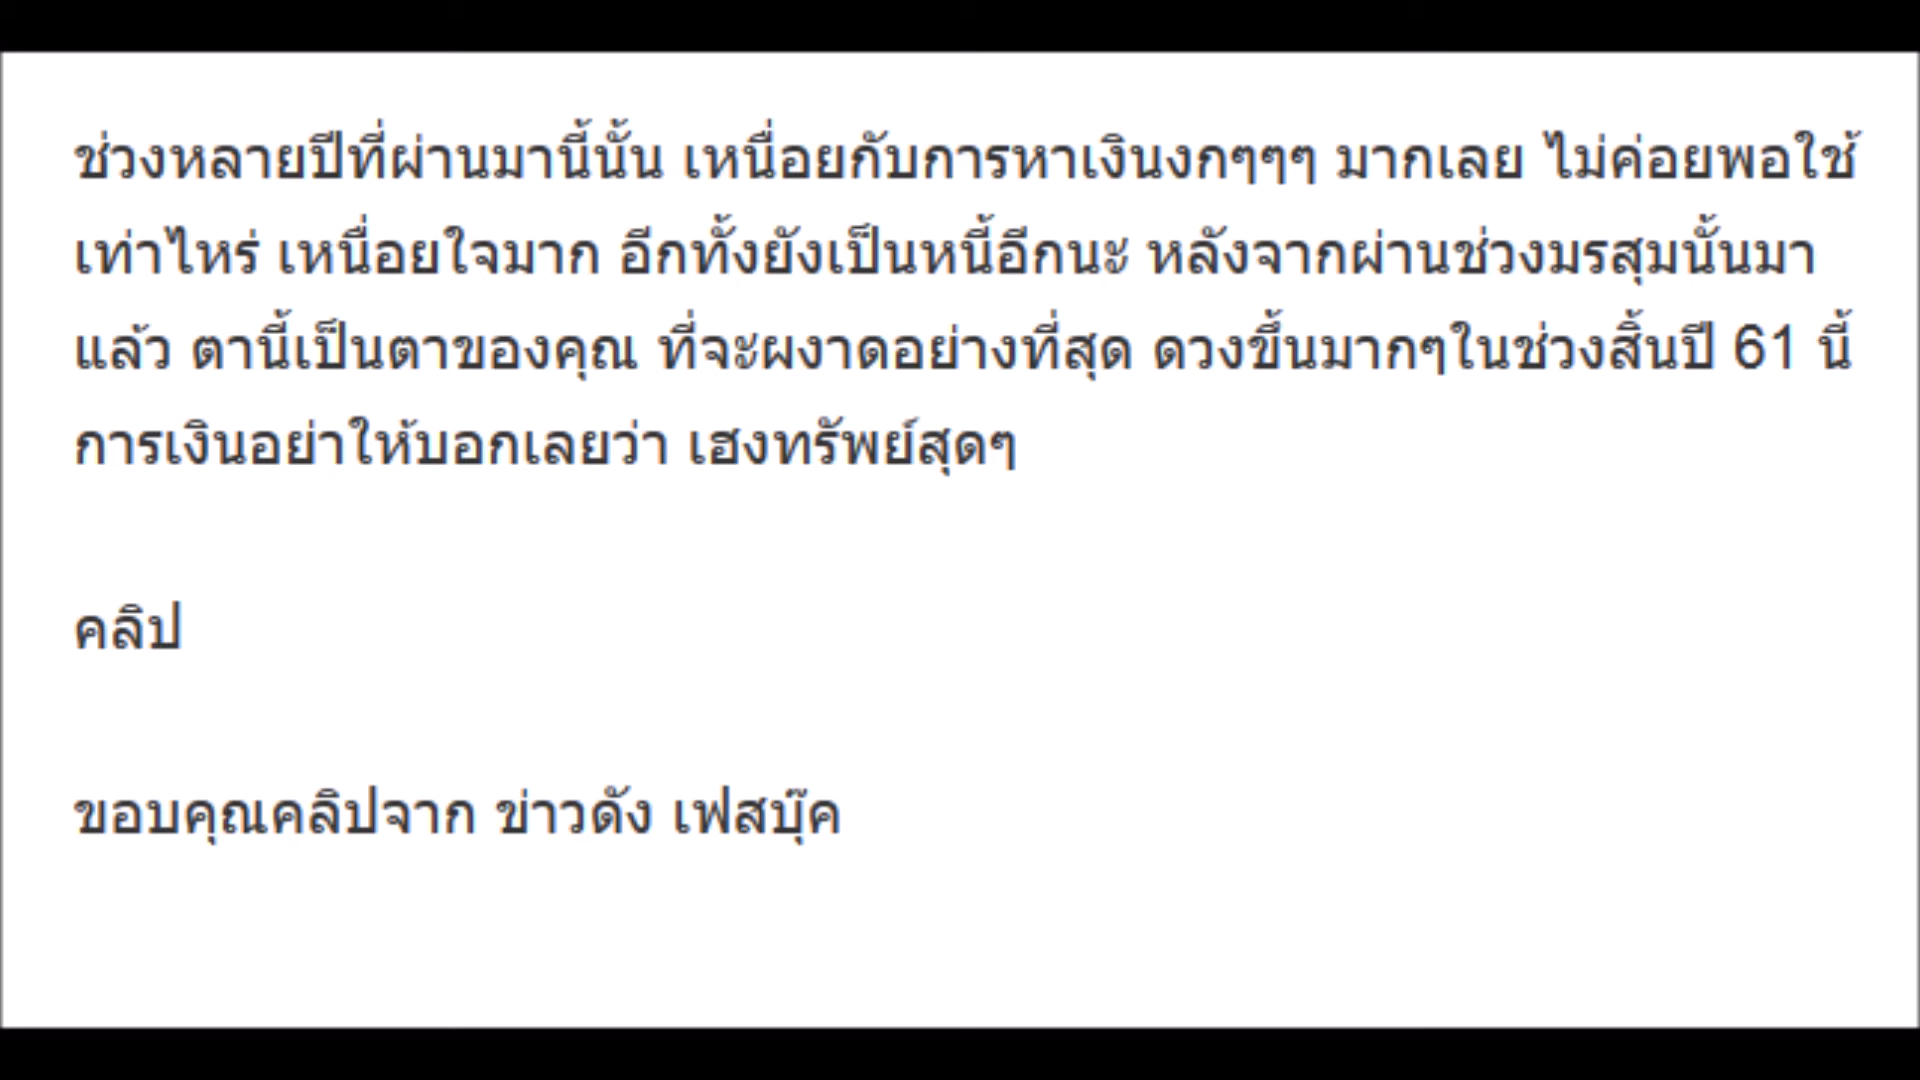 ช่วงหลายปีที่ผ่านมานี้นั้น เหนื่อยกับการหาเงินงกๆๆๆ มากเลย ไม่ค่อยพอใช้
เท่าไหร่ เหนื่อยใจมาก อีกทั้งยังเป็นหนี้อีกนะ หลังจากผ่านช่วงมรสุมนั้นมา
แล้ว ตานี้เป็นตาของคุณ ที่จะผงาดอย่างที่สุด ดวงขึ้นมากๆในช่วงสิ้นปี 61 นี้
การเงินอย่าให้บอกเลยว่า เฮงทรัพย์สุดๆ
คลิป
ขอบคุณคลิปจาก ข่าวดัง เฟสบุ๊ค